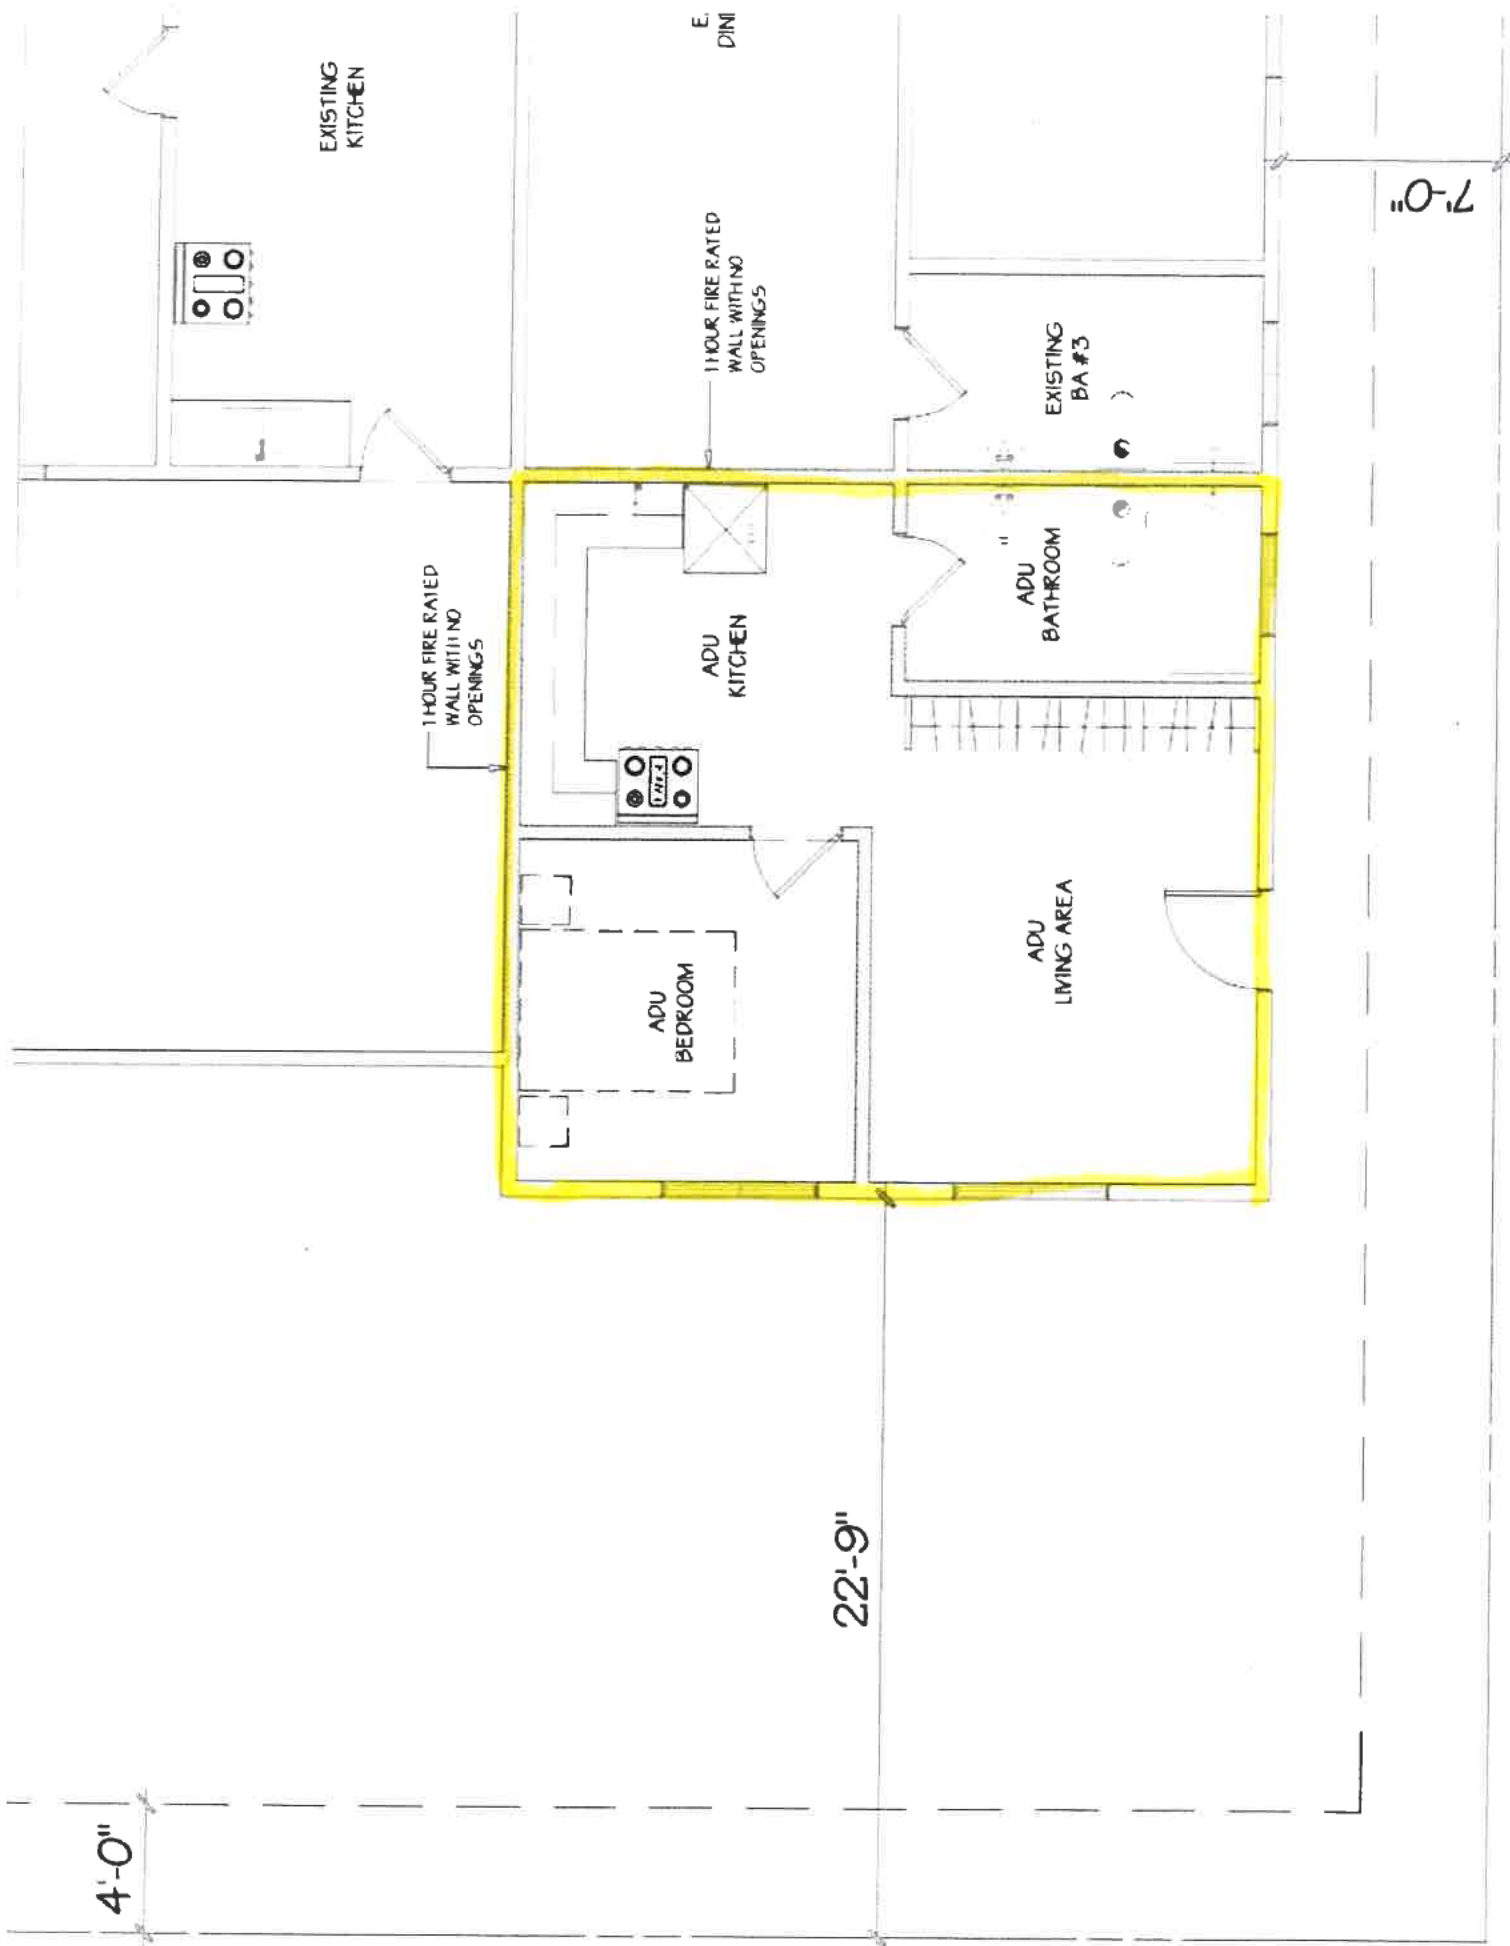 EXISTING
KITCHEN
E.
DINI
1 HOUR FIRE RATED
WALL WITH NO
OPENINGS
EXISTING
BA #3
7'-0"
1 HOUR FIRE RATED
WALL WITH NO
OPENINGS
ADU
KITCHEN
ADU
BATHROOM
ADU
BEDROOM
ADU
LIVING AREA
22'-9"
4'-0"